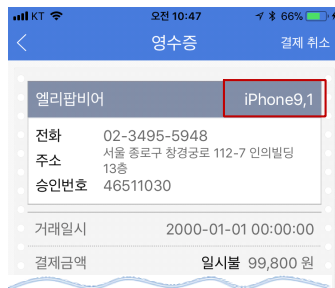 KT 오전 10:47 66%
영수증 결제 취소
엘리팝비어 iPhone9,1
전화 02-3495-5948
주소 서울 종로구 창경궁로 112-7 인의빌딩
13층
승인번호 46511030
거래일시 2000-01-01 00:00:00
결제금액 일시불 99,800 원